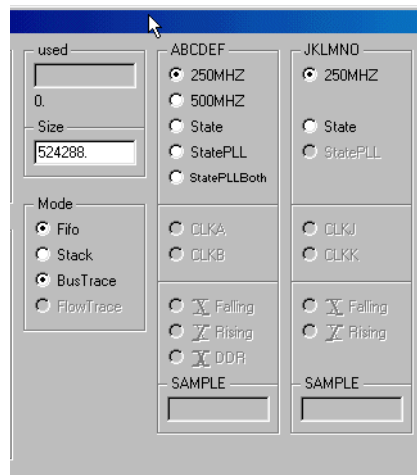 used
0.
Size
524288.
Mode
Fifo
Stack
BusTrace
FlowTrace
ABCDEF
250MHZ
500MHZ
State
StatePLL
StatePLLBoth
CLKA
CLKB
Falling
Rising
DDR
SAMPLE
JKLMNO
250MHZ
State
StatePLL
CLKJ
CLKK
Falling
Rising
SAMPLE